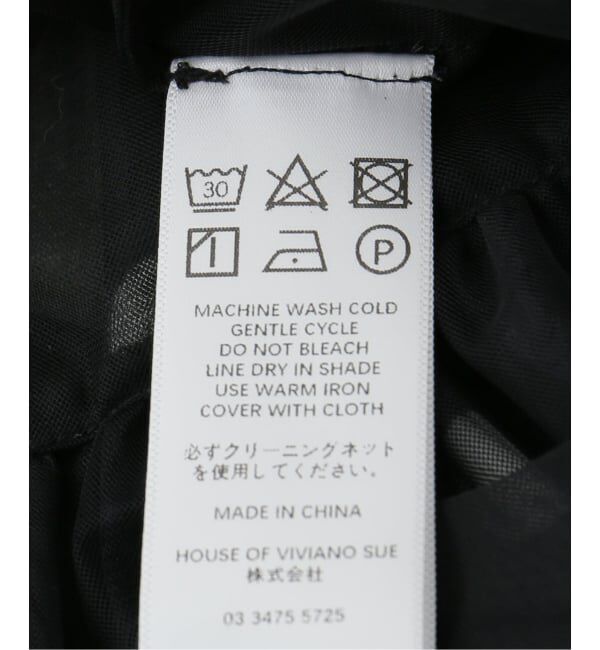 30
P
MACHINE WASH COLD
GENTLE CYCLE
DO NOT BLEACH
LINE DRY IN SHADE
USE WARM IRON
COVER WITH CLOTH
必ずクリーニングネット
を使用してください。
MADE IN CHINA
HOUSE OF VIVIANO SUE
株式会社
03 3475 5725